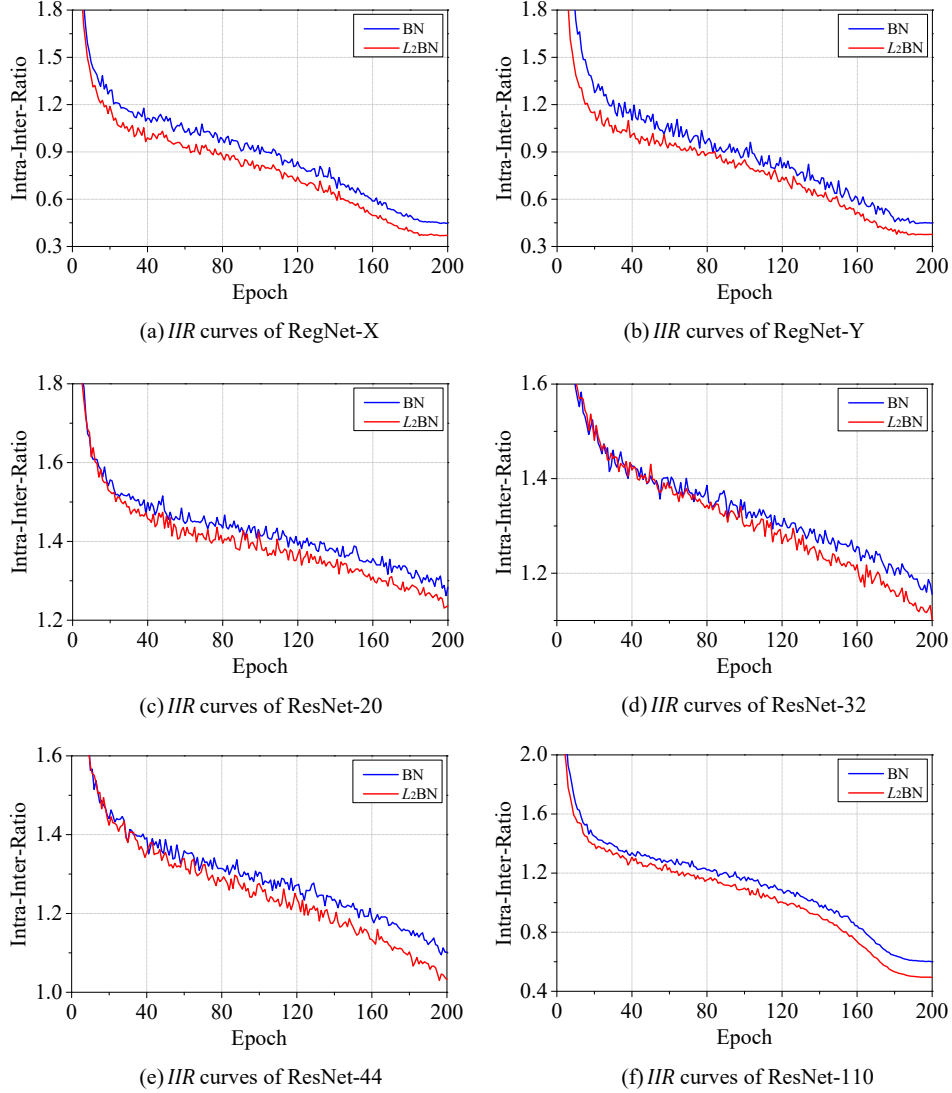 1.8
1.5
1.2
0.9
0.6
0.3
Intra-Inter-Ratio
BN
L2BN
0 40 80 120 160 200
Epoch
(a) IIR curves of RegNet-X
1.8
1.5
1.2
0.9
0.6
0.3
Intra-Inter-Ratio
BN
L2BN
0 40 80 120 160 200
Epoch
(b) IIR curves of RegNet-Y
1.8
1.6
1.4
1.2
Intra-Inter-Ratio
BN
L2BN
0 40 80 120 160 200
Epoch
(c) IIR curves of ResNet-20
1.6
1.4
1.2
Intra-Inter-Ratio
BN
L2BN
0 40 80 120 160 200
Epoch
(d) IIR curves of ResNet-32
1.6
1.4
1.2
1.0
Intra-Inter-Ratio
BN
L2BN
0 40 80 120 160 200
Epoch
(e) IIR curves of ResNet-44
2.0
1.6
1.2
0.8
0.4
Intra-Inter-Ratio
BN
L2BN
0 40 80 120 160 200
Epoch
(f) IIR curves of ResNet-110